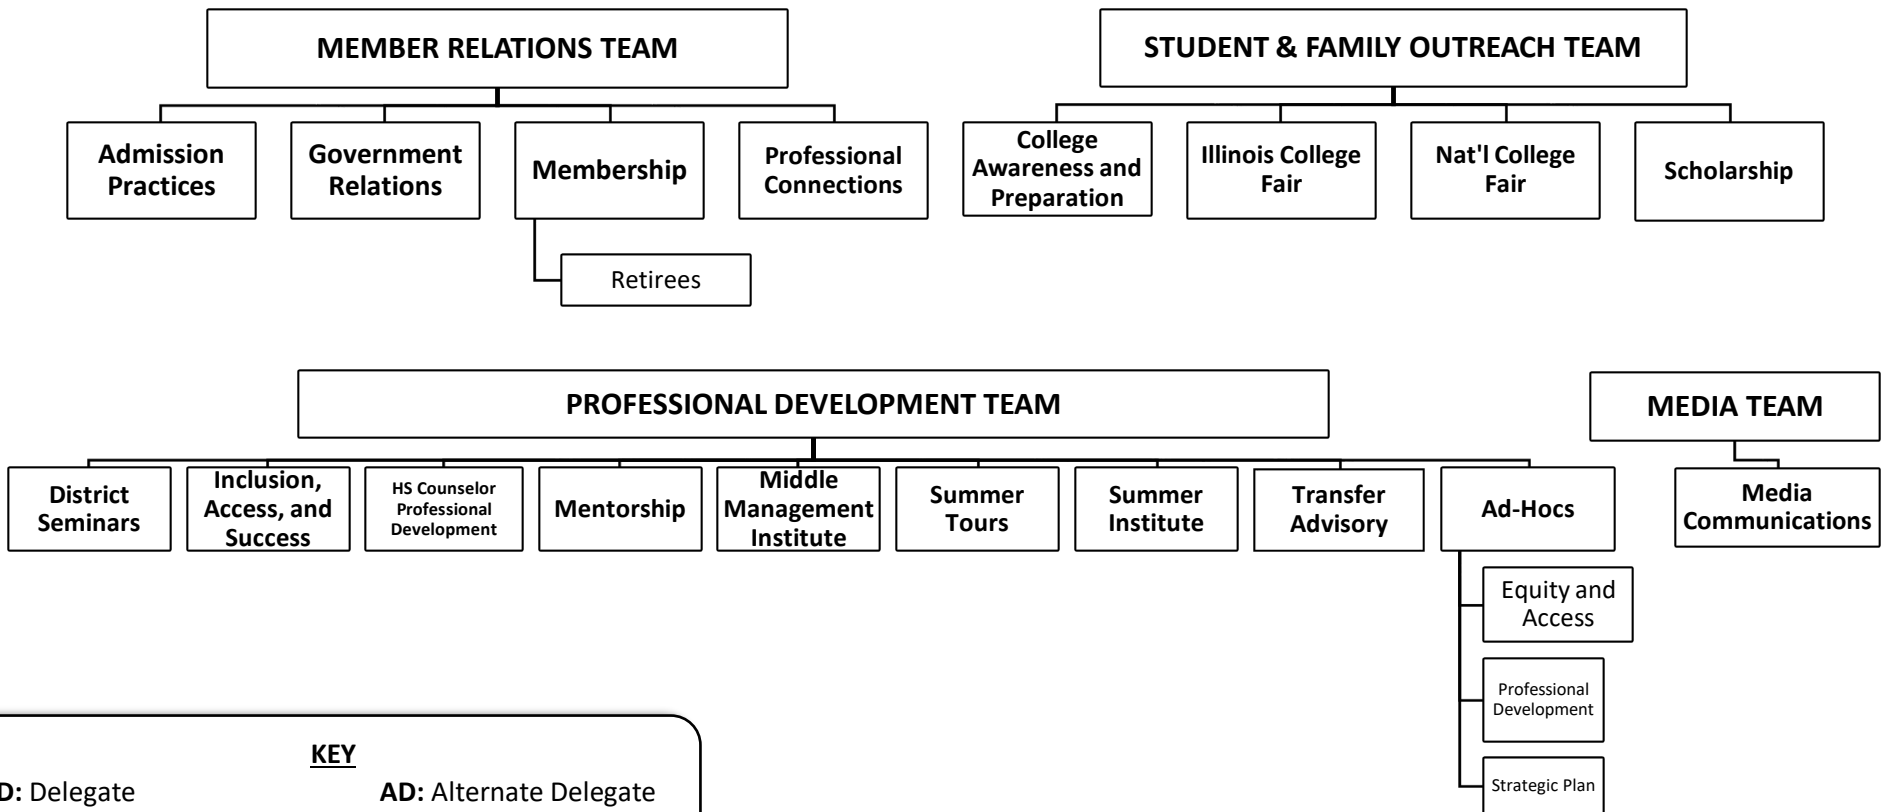 MEMBER RELATIONS TEAM
STUDENT & FAMILY OUTREACH TEAM
Admission
Practices
Government
Relations
Membership
Professional
Connections
Retirees
College
Awareness and
Preparation
Illinois College
Fair
Nat'l College
Fair
Scholarship
PROFESSIONAL DEVELOPMENT TEAM
District
Seminars
Inclusion,
Access, and
Success
HS Counselor
Professional
Development
Mentorship
Middle
Management
Institute
Summer
Tours
Summer
Institute
Transfer
Advisory
Ad-Hocs
Equity and
Access
Professional
Development
Strategic Plan
MEDIA TEAM
Media
Communications
KEY
D: Delegate
AD: Alternate Delegate